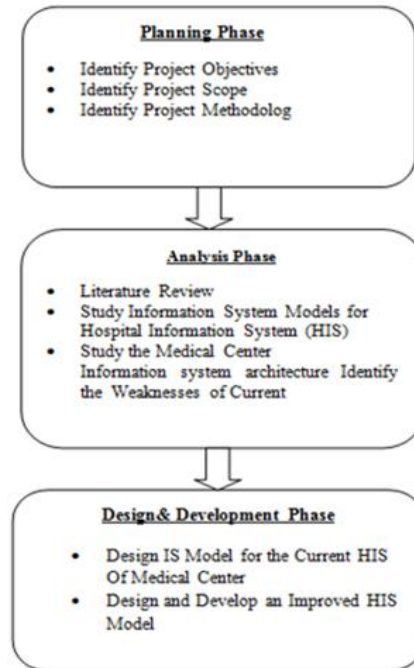 Planning Phase
• Identify Project Objectives
• Identify Project Scope
• Identify Project Methodolog
Analysis Phase
• Literature Review
• Study Information System Models for
Hospital Information System (HIS)
• Study the Medical Center
Information system architecture Identify
the Weaknesses of Current
Design& Development Phase
• Design IS Model for the Current HIS
Of Medical Center
• Design and Develop an Improved HIS
Model